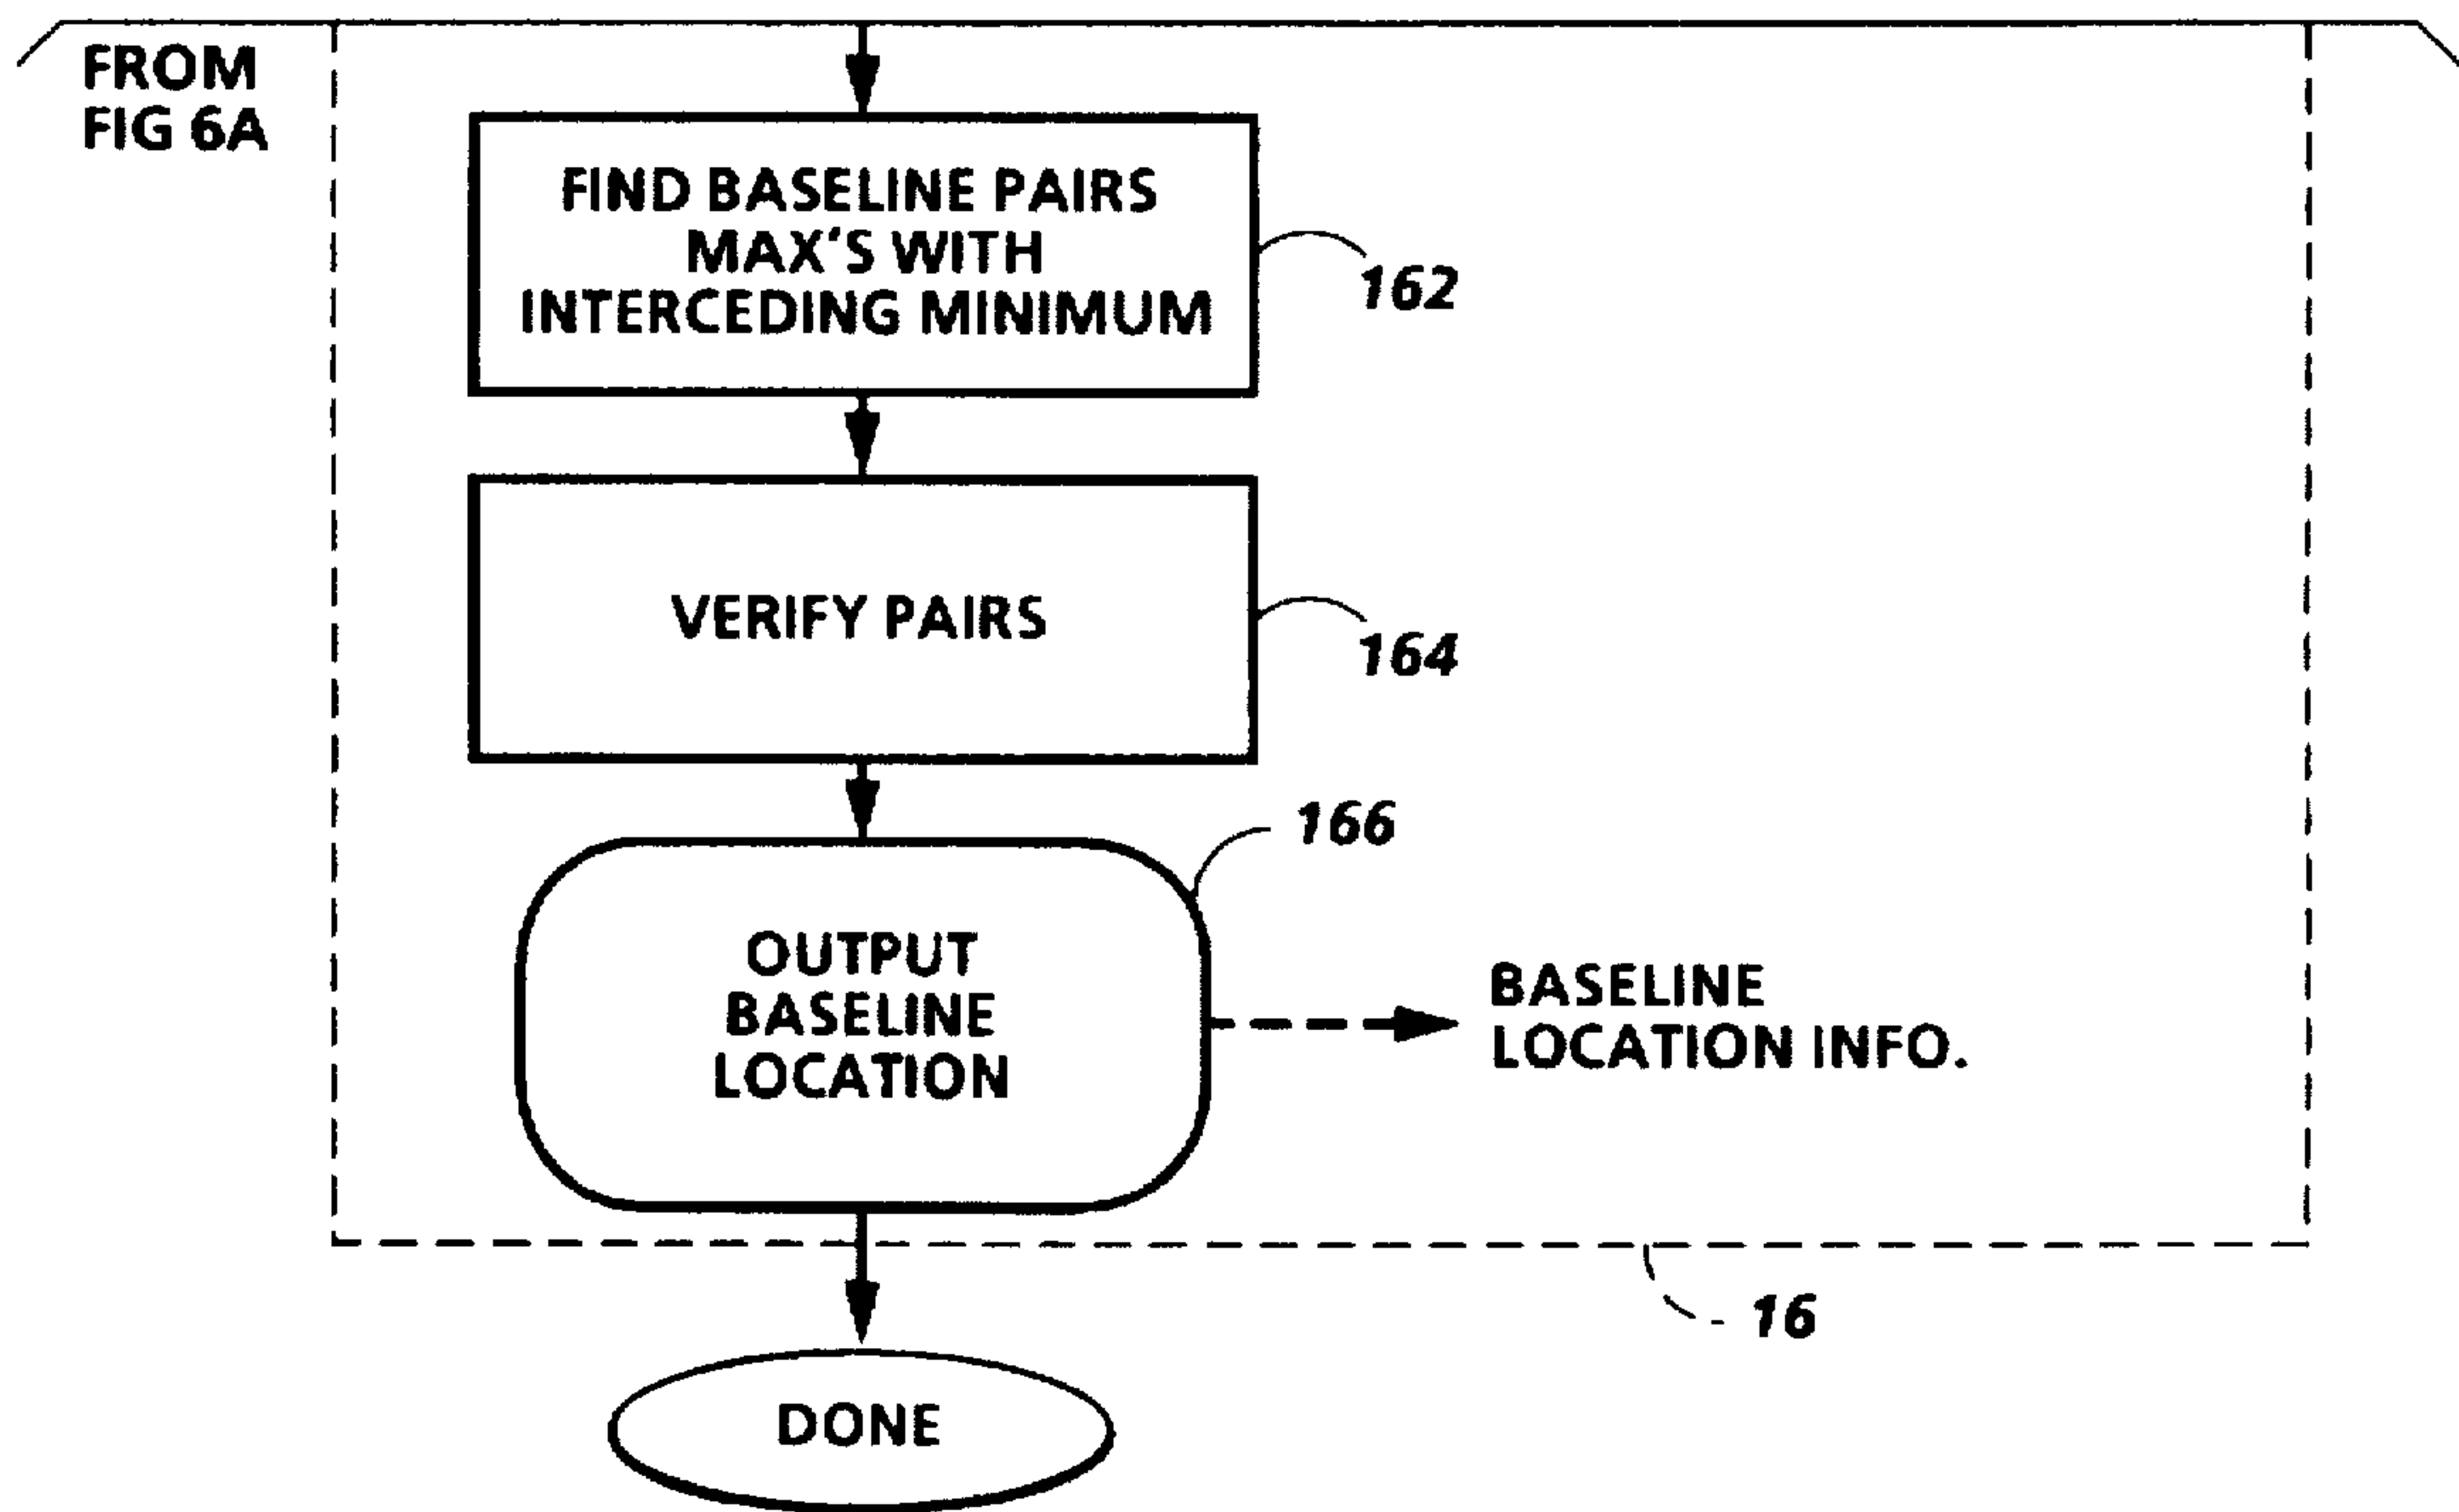 FROM
FIG 6A
FIND BASELINE PAIRS
MAX'S WITH
INTERCEDING MINIMUM
162
VERIFY PAIRS
164
166
OUTPUT
BASELINE
LOCATION
BASELINE
LOCATION INFO.
16
DONE